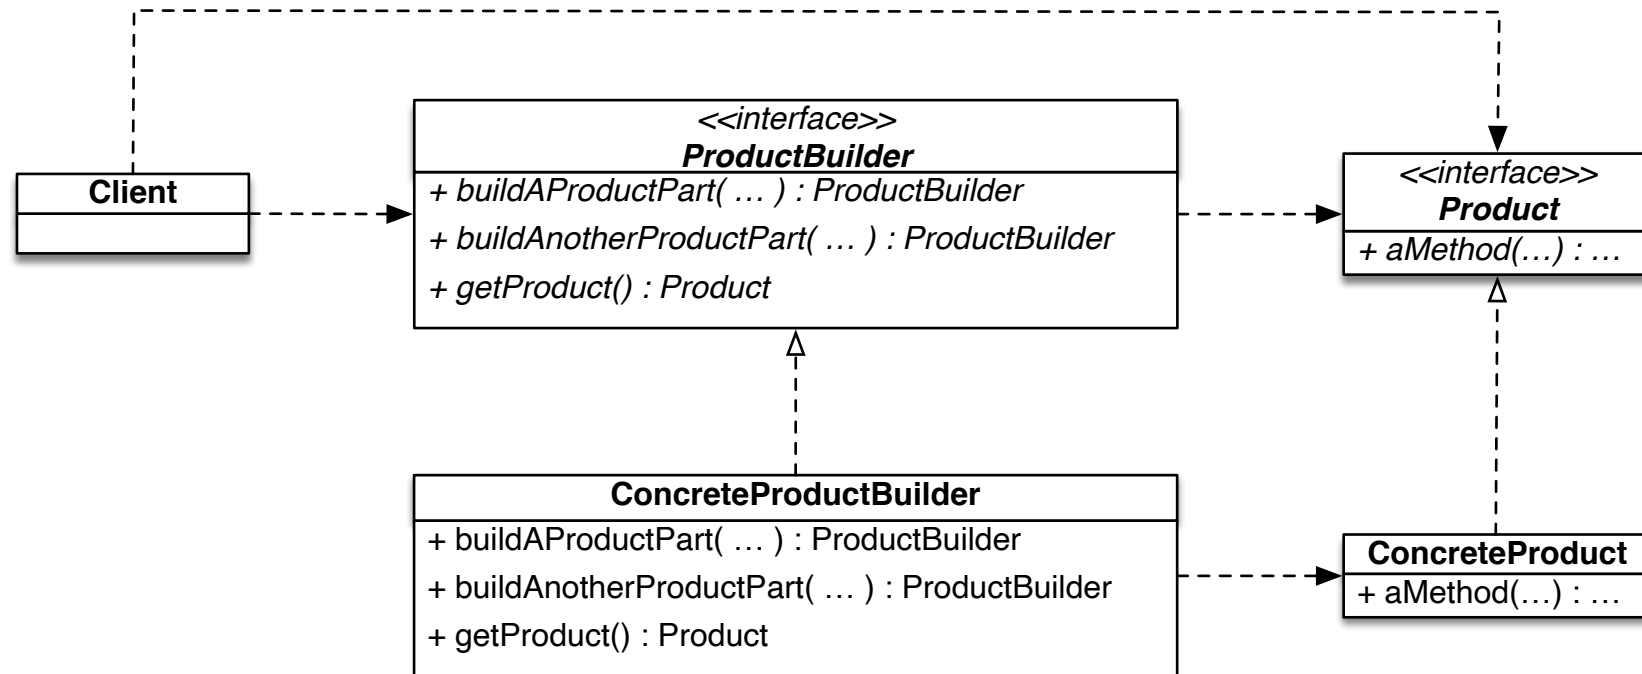 Client
<<interface>>
ProductBuilder
+ buildAProductPart( … ) : ProductBuilder
+ buildAnotherProductPart( … ) : ProductBuilder
+ getProduct() : Product
<<interface>>
Product
+ aMethod(…) : …
ConcreteProductBuilder
+ buildAProductPart( … ) : ProductBuilder
+ buildAnotherProductPart( … ) : ProductBuilder
+ getProduct() : Product
ConcreteProduct
+ aMethod(…) : …